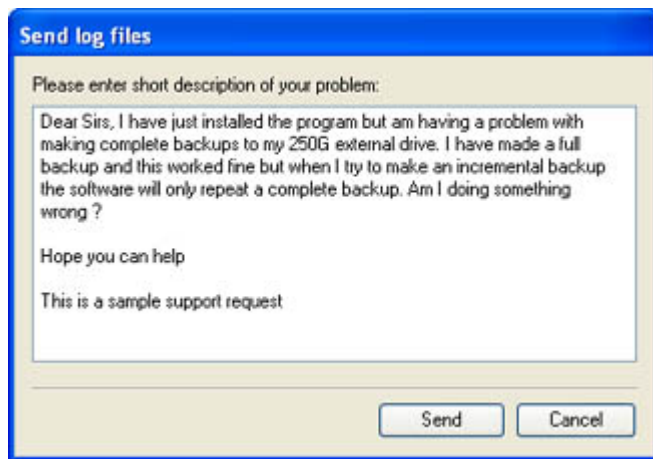 Send log files
Please enter short description of your problem:
Dear Sirs, I have just installed the program but am having a problem with
making complete backups to my 250G external drive. I have made a full
backup and this worked fine but when I try to make an incremental backup
the software will only repeat a complete backup. Am I doing something
wrong ?
Hope you can help
This is a sample support request
Send
Cancel